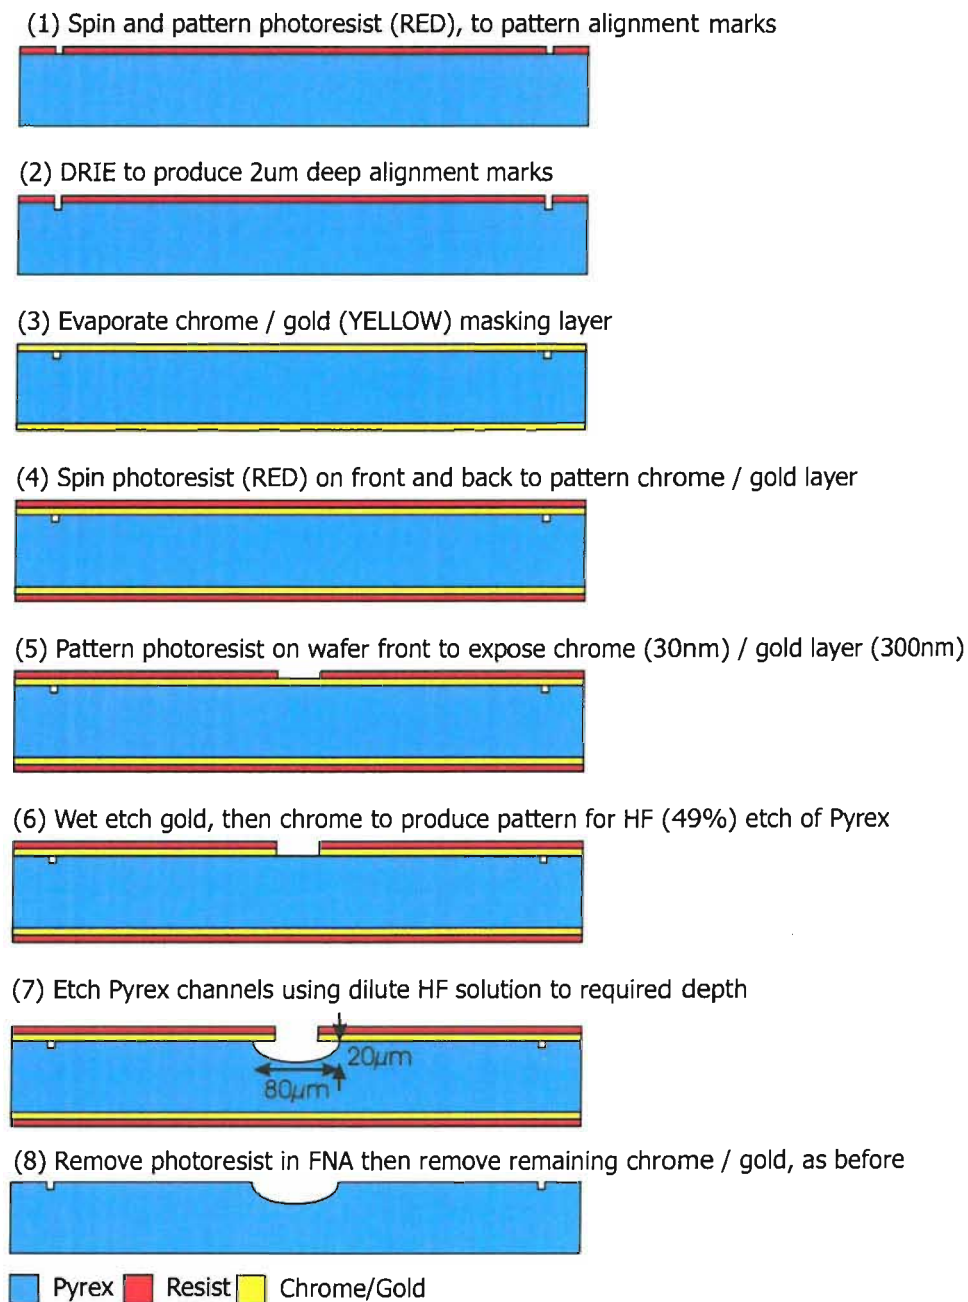 (1) Spin and pattern photoresist (RED), to pattern alignment marks
(2) DRIE to produce 2um deep alignment marks
(3) Evaporate chrome / gold (YELLOW) masking layer
(4) Spin photoresist (RED) on front and back to pattern chrome / gold layer
(5) Pattern photoresist on wafer front to expose chrome (30nm) / gold layer (300nm)
(6) Wet etch gold, then chrome to produce pattern for HF (49%) etch of Pyrex
(7) Etch Pyrex channels using dilute HF solution to required depth
20μm
80μm
(8) Remove photoresist in FNA then remove remaining chrome / gold, as before
Pyrex Resist Chrome/Gold